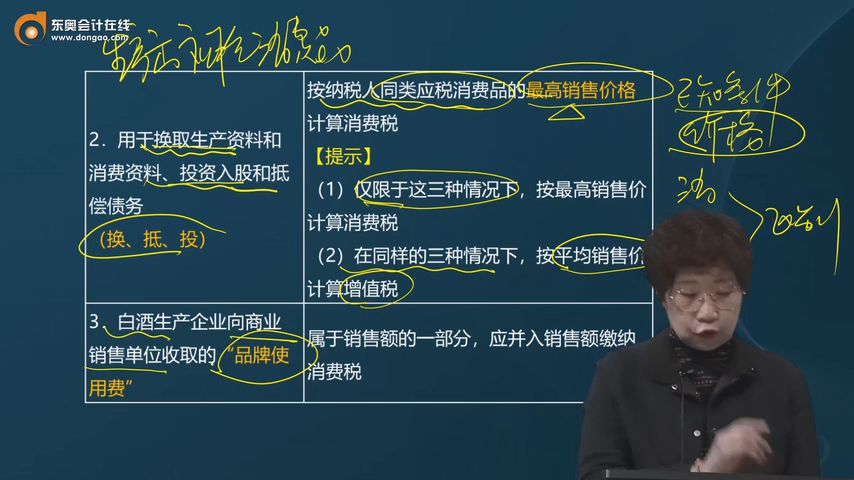 东奥会计在线
www.dongao.com
2. 用于换取生产资料和
消费资料、投资入股和抵
偿债务
（换、抵、投）
按纳税人同类应税消费品的最高销售价格
计算消费税
【提示】
（1）仅限于这三种情况下，按最高销售价
计算消费税
（2）在同样的三种情况下，按平均销售价
计算增值税
3、白酒生产企业向商业
销售单位收取的“品牌使
用费”
属于销售额的一部分，应并入销售额缴纳
消费税
已知条件
价格